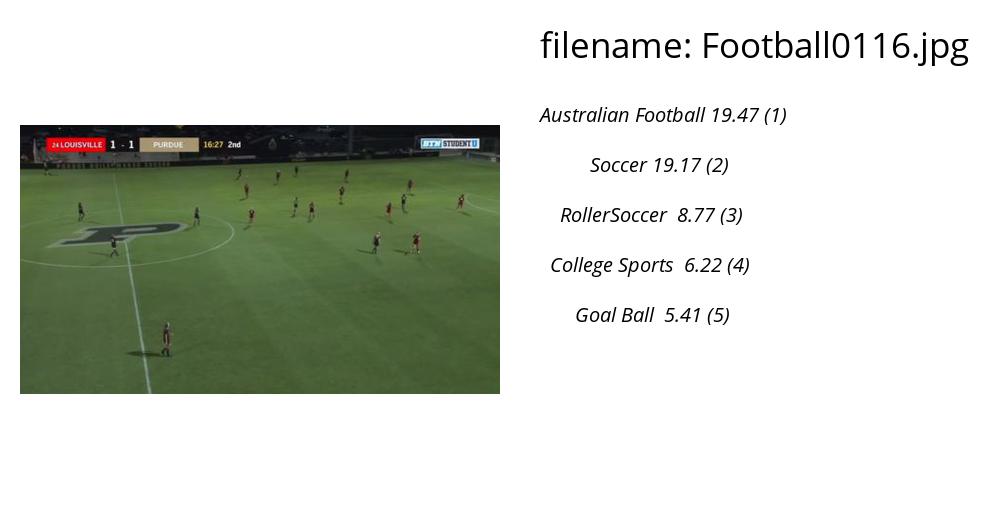 filename: Football0116.jpg
Australian Football 19.47 (1)
24 LOUISVILLE 1 - 1 PURDUE 16:27 2nd BTN STUDENT U
Soccer 19.17 (2)
P
RollerSoccer 8.77 (3)
College Sports 6.22 (4)
Goal Ball 5.41 (5)